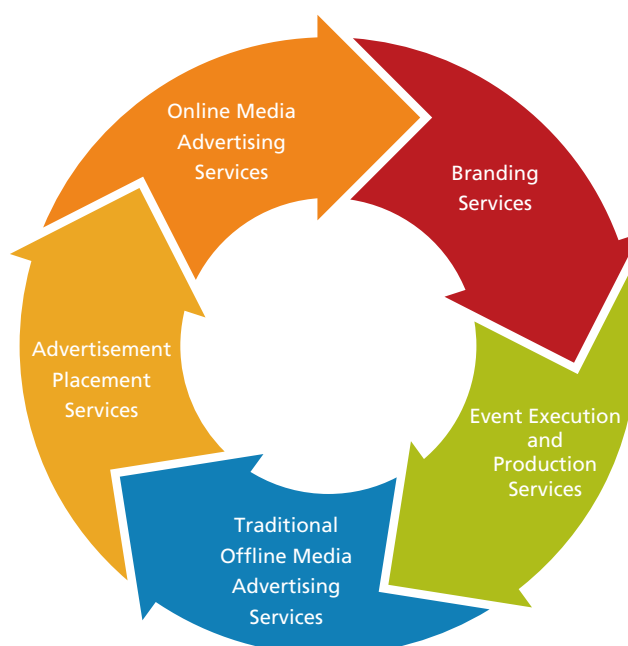 Online Media
Advertising
Services
Branding
Services
Event Execution
and
Production
Services
Traditional
Offline Media
Advertising
Services
Advertisement
Placement
Services